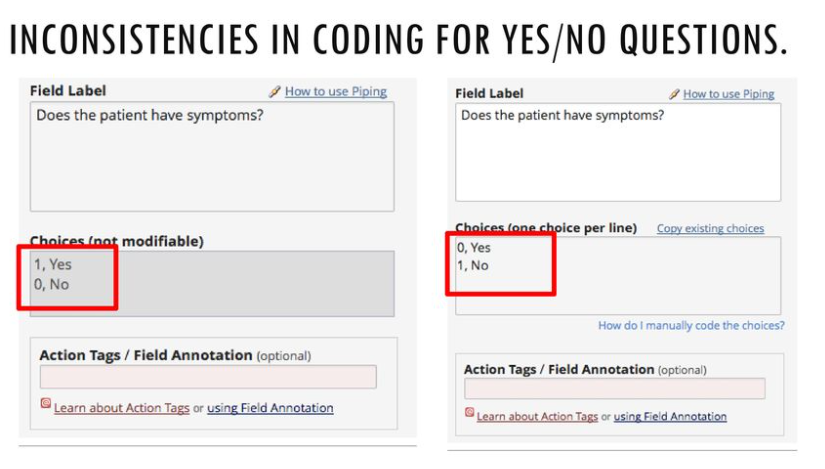 INCONSISTENCIES IN CODING FOR YES/NO QUESTIONS.
Field Label How to use Piping
Does the patient have symptoms?
Choices (not modifiable)
1, Yes
0, No
Action Tags / Field Annotation (optional)
Learn about Action Tags or using Field Annotation
Field Label How to use Piping
Does the patient have symptoms?
Choices (one choice per line) Copy existing choices
0, Yes
1, No
How do I manually code the choices?
Action Tags / Field Annotation (optional)
Learn about Action Tags or using Field Annotation